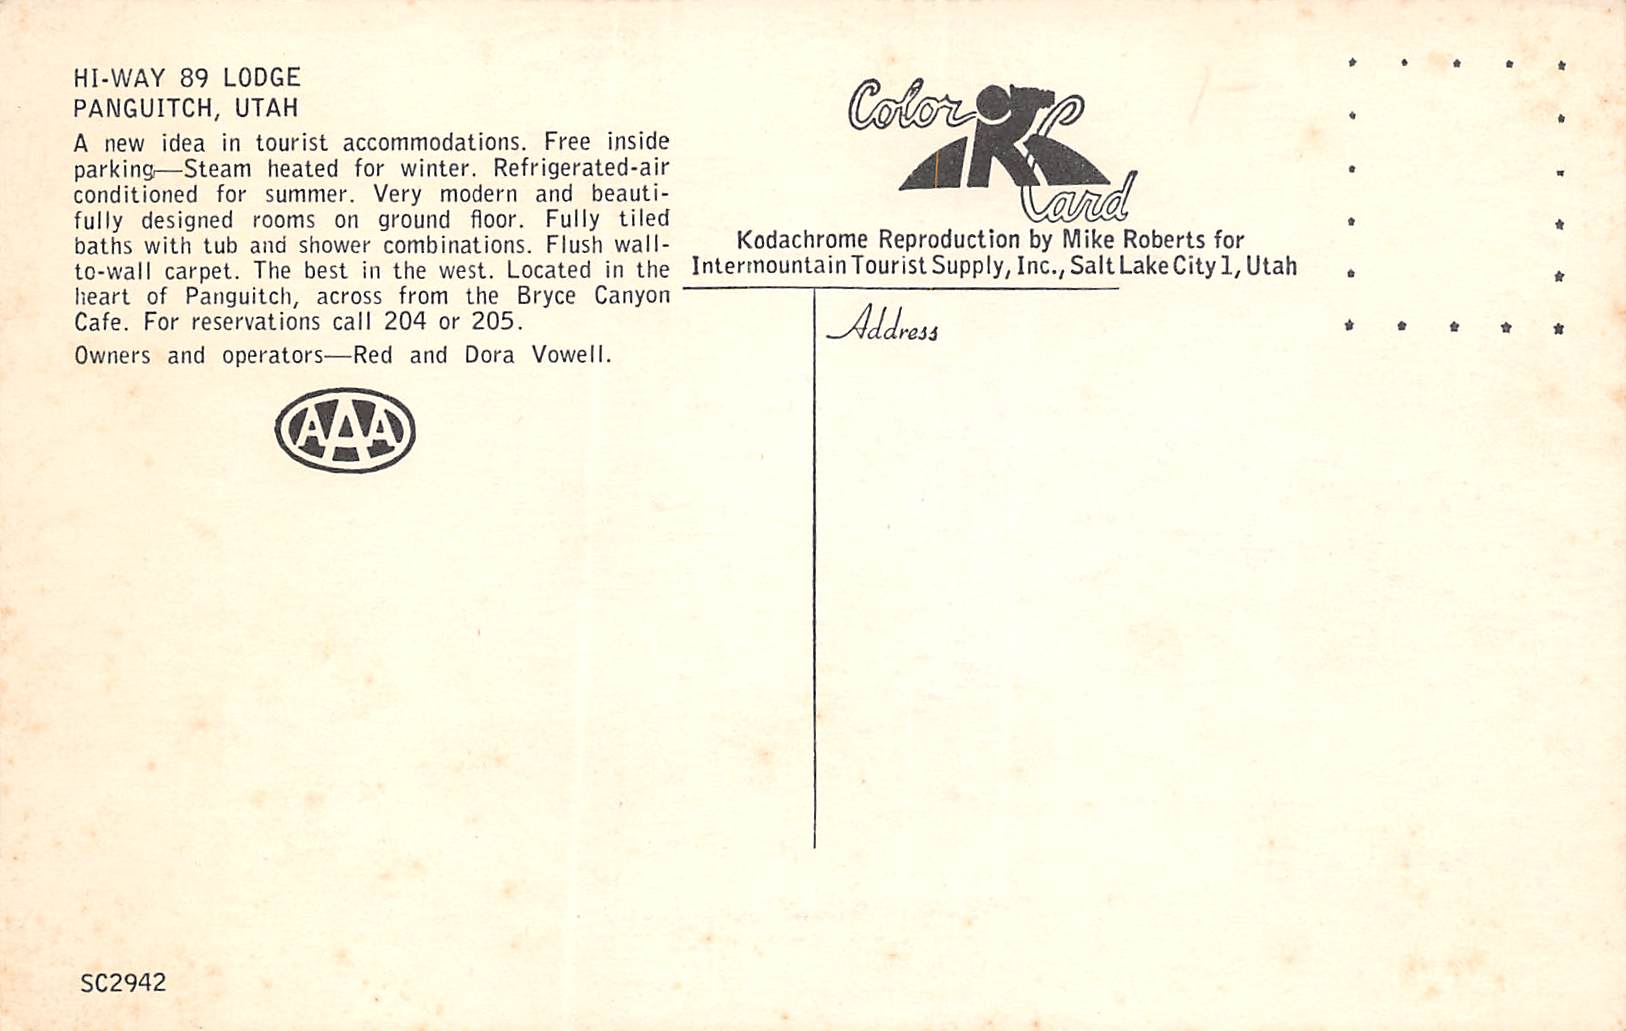 HI-WAY 89 LODGE
PANGUITCH, UTAH
A new idea in tourist accommodations. Free inside
parking—Steam heated for winter. Refrigerated-air
conditioned for summer. Very modern and beauti-
fully designed rooms on ground floor. Fully tiled
baths with tub and shower combinations. Flush wall-
to-wall carpet. The best in the west. Located in the
heart of Panguitch, across from the Bryce Canyon
Cafe. For reservations call 204 or 205.
Owners and operators—Red and Dora Vowell.
AAA
SC2942
Color
Card
Kodachrome Reproduction by Mike Roberts for
Intermountain Tourist Supply, Inc., Salt Lake City 1, Utah
Address